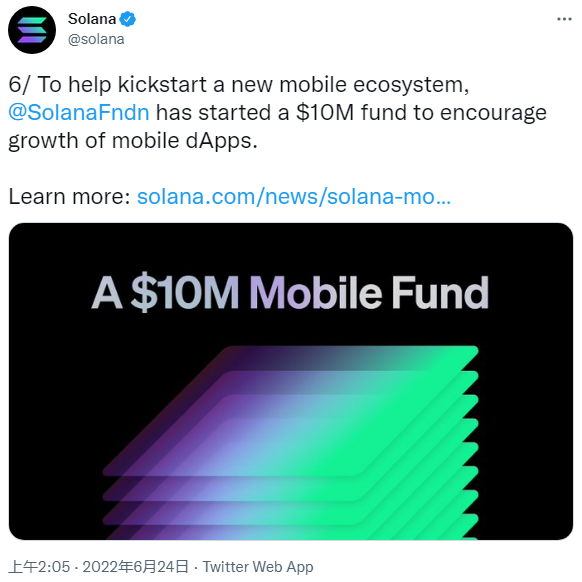 Solana
@solana
6/ To help kickstart a new mobile ecosystem,
@SolanaFndn has started a $10M fund to encourage
growth of mobile dApps.
Learn more: solana.com/news/solana-mo...
A $10M Mobile Fund
上午2:05 · 2022年6月24日 · Twitter Web App